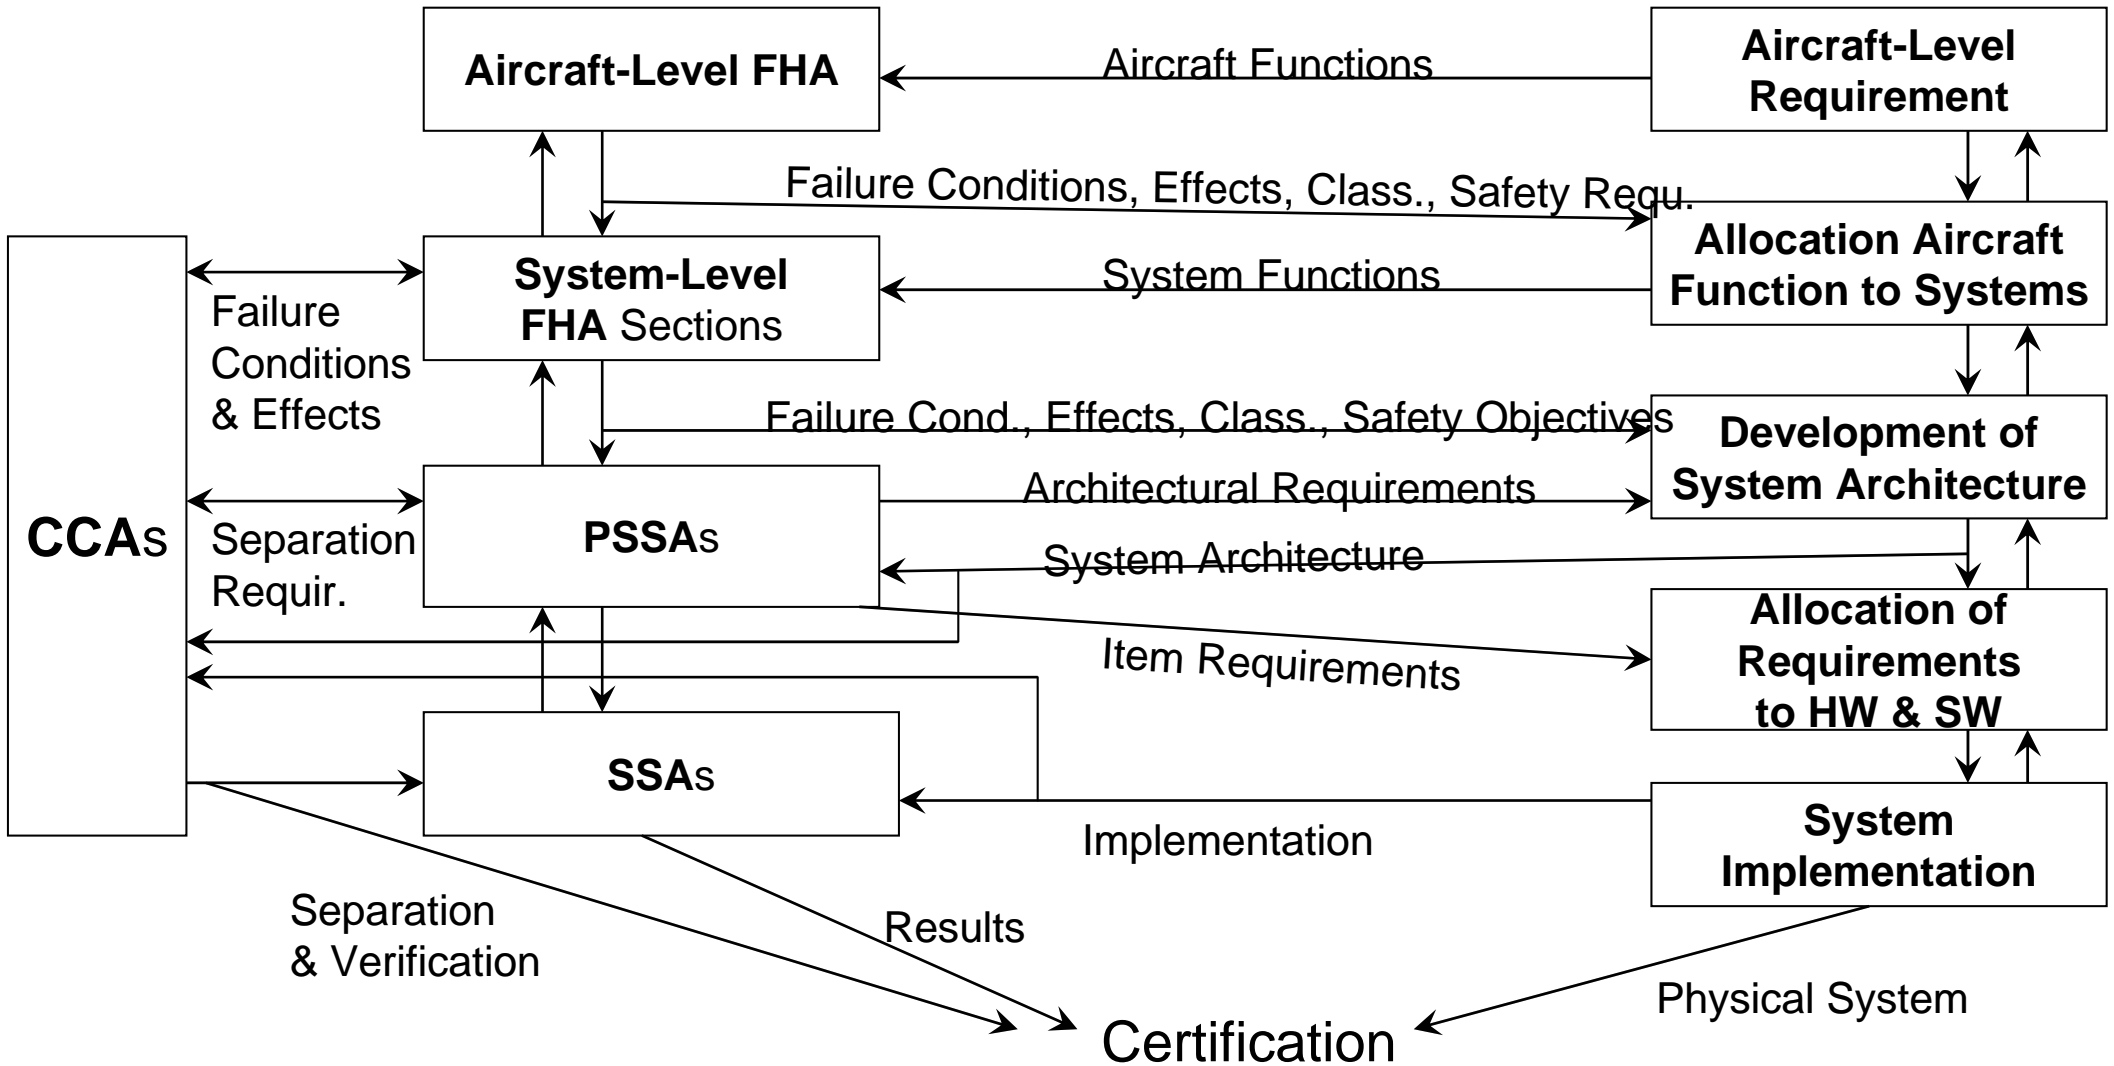 Aircraft-Level FHA
Aircraft Functions
Aircraft-Level
Requirement
Failure Conditions, Effects, Class., Safety Requ.
System-Level
FHA Sections
System Functions
Allocation Aircraft
Function to Systems
Failure
Conditions
& Effects
Failure Cond., Effects, Class., Safety Objectives
Development of
System Architecture
Architectural Requirements
CCAs
Separation
Requir.
PSSAs
System Architecture
Allocation of
Requirements
to HW & SW
Item Requirements
SSAs
Implementation
System
Implementation
Separation
& Verification
Results
Physical System
Certification